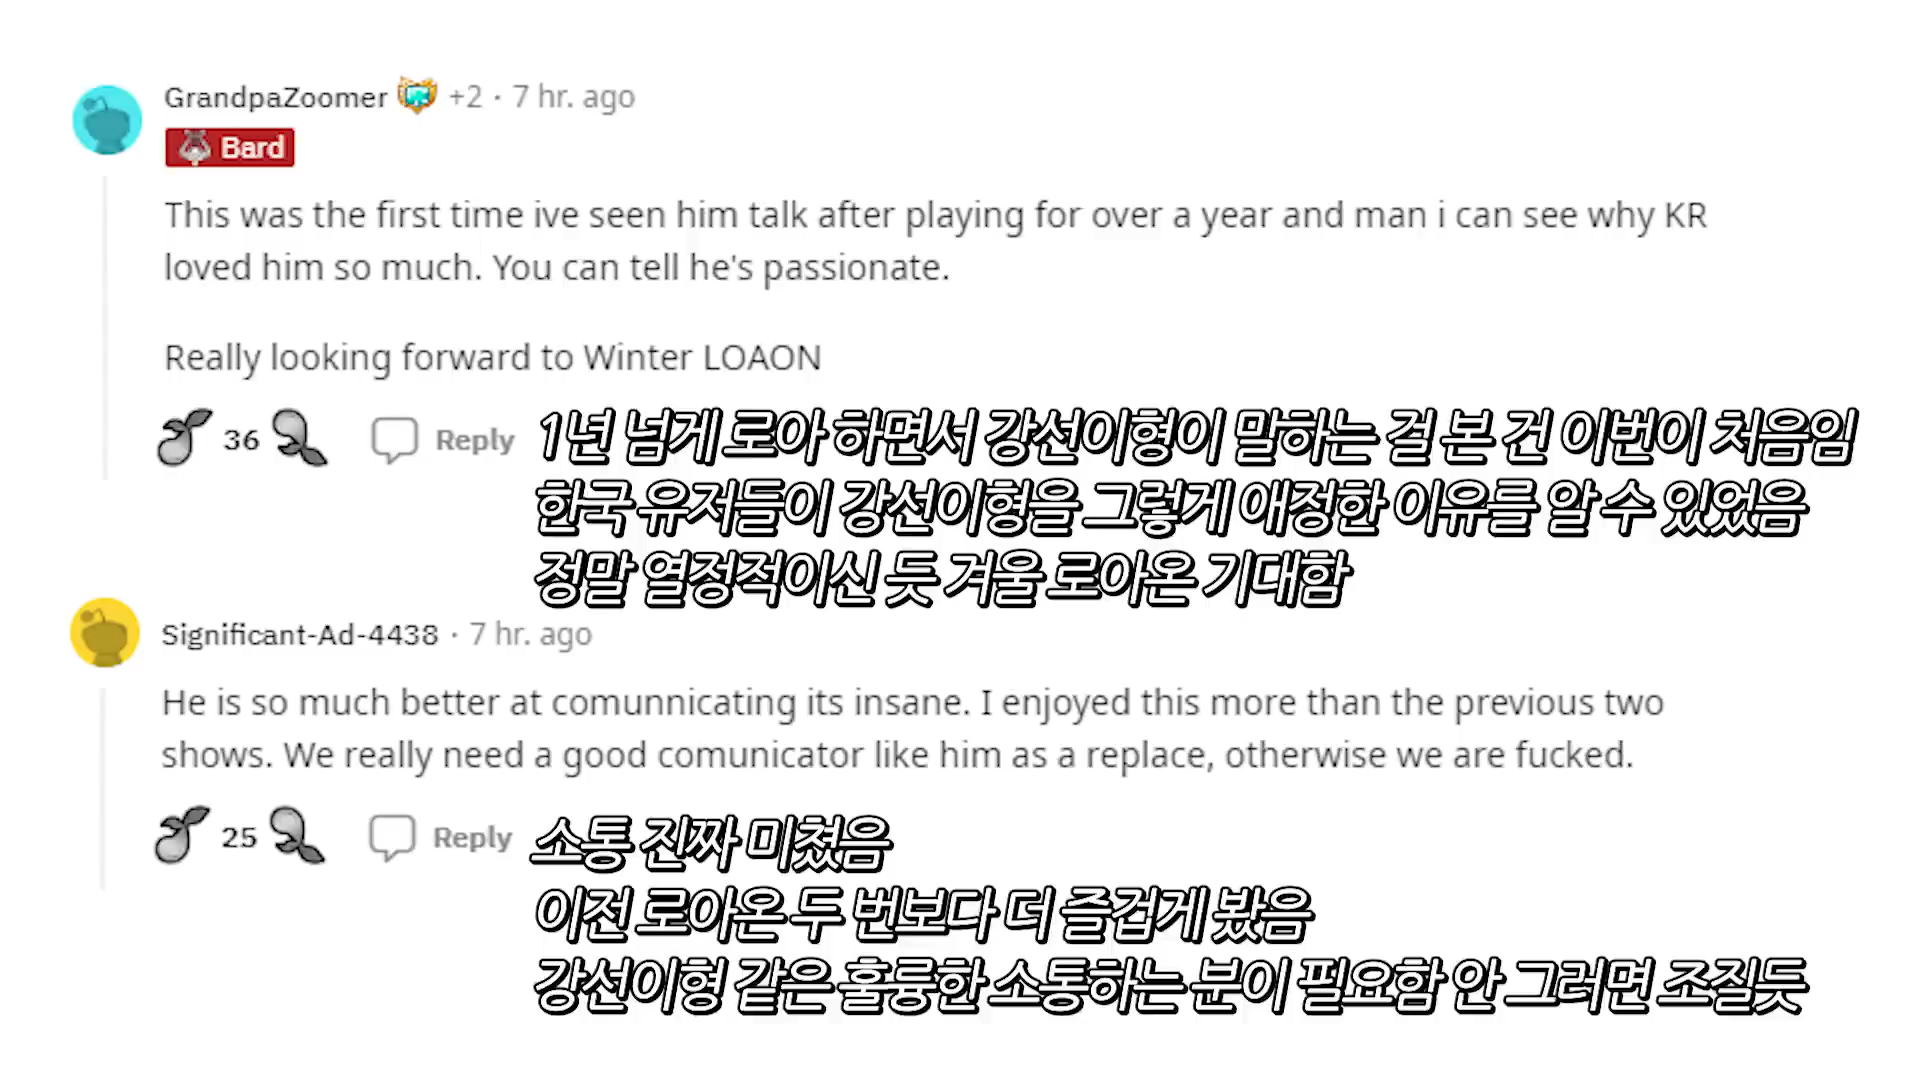 GrandpaZoomer +2 · 7 hr. ago
Bard
This was the first time ive seen him talk after playing for over a year and man i can see why KR
loved him so much. You can tell he's passionate.
Really looking forward to Winter LOAON
36 Reply
1년 넘게 로아 하면서 강선이형이 말하는 걸 본 건 이번이 처음임
한국 유저들이 강선이형을 그렇게 애정한 이유를 알 수 있었음
정말 열정적이신 듯 겨울 로아온 기대함
Significant-Ad-4438 · 7 hr. ago
He is so much better at comunnicating its insane. I enjoyed this more than the previous two
shows. We really need a good comunicator like him as a replace, otherwise we are fucked.
25 Reply
소통 진짜 미쳤음
이전 로아온 두 번보다 더 즐겁게 봤음
강선이형 같은 훌륭한 소통하는 분이 필요함 안 그러면 조질듯